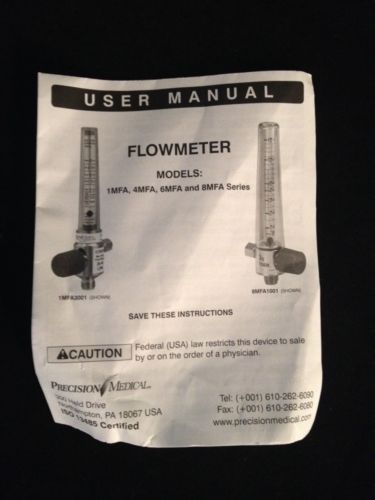 USER MANUAL
FLOWMETER
MODELS:
1MFA, 4MFA, 6MFA and 8MFA Series
1MFA3001 (SHOWN)
8MFA1001 (SHOWN)
SAVE THESE INSTRUCTIONS
CAUTION
Federal (USA) law restricts this device to sale
by or on the order of a physician.
PRECISION MEDICAL
300 Held Drive
Northampton, PA 18067 USA
ISO 13485 Certified
Tel: (+001) 610-262-6090
Fax: (+001) 610-262-6080
www.precisionmedical.com